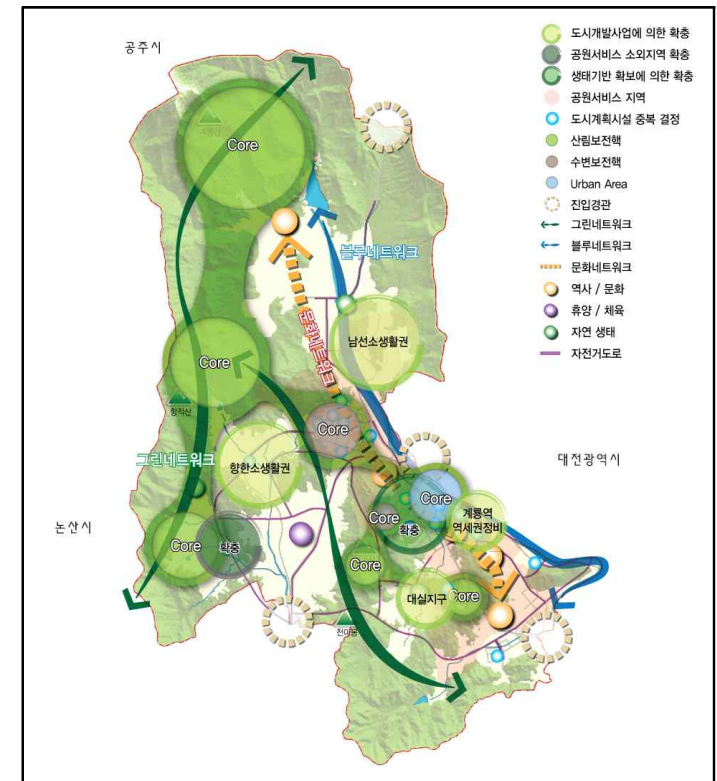 공주시
도시개발사업에 의한 확충
공원서비스 소외지역 확충
생태기반 확보에 의한 확충
공원서비스 지역
도시계획시설 중복 결정
산림보전핵
수변보전핵
Urban Area
진입경관
그린네트워크
블루네트워크
문화네트워크
역사 / 문화
휴양 / 체육
자연 생태
자전거도로
Core
블루네트워크
문화네트워크
남선소생활권
Core
향적산
Core
그린네트워크
향한소생활권
대전광역시
논산시
Core
계룡역
역세권정비
Core
확충
Core
확충
Core
대실지구
Core
천마산